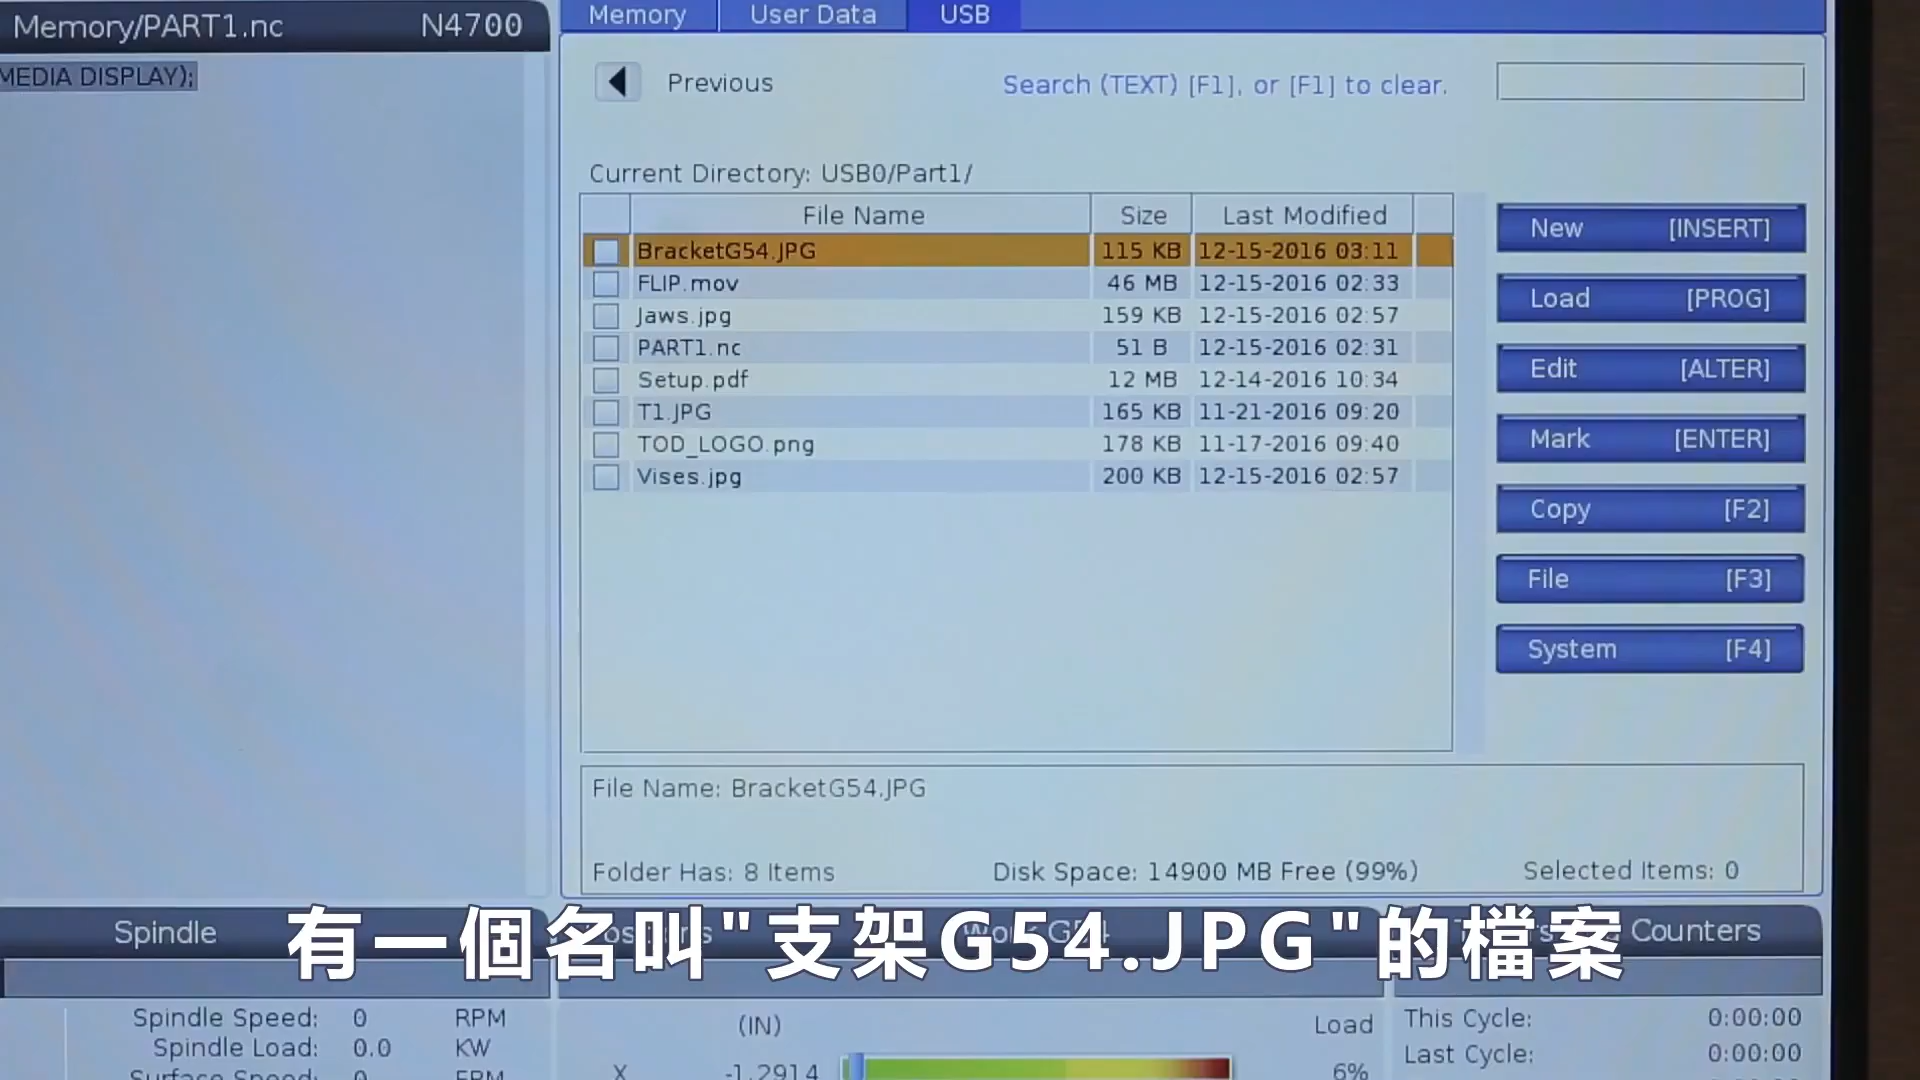 Memory/PART1.nc N4700
MEDIA DISPLAY);
Memory User Data USB
Previous Search (TEXT) [F1], or [F1] to clear.
Current Directory: USB0/Part1/
File Name Size Last Modified
BracketG54.JPG 115 KB 12-15-2016 03:11
FLIP.mov 46 MB 12-15-2016 02:33
Jaws.jpg 159 KB 12-15-2016 02:57
PART1.nc 51 B 12-15-2016 02:31
Setup.pdf 12 MB 12-14-2016 10:34
T1.JPG 165 KB 11-21-2016 09:20
TOD_LOGO.png 178 KB 11-17-2016 09:40
Vises.jpg 200 KB 12-15-2016 02:57
New [INSERT]
Load [PROG]
Edit [ALTER]
Mark [ENTER]
Copy [F2]
File [F3]
System [F4]
File Name: BracketG54.JPG
Folder Has: 8 Items Disk Space: 14900 MB Free (99%) Selected Items: 0
Spindle
Counters
有一個名叫"支架G54.JPG"的檔案
Spindle Speed: 0 RPM
Spindle Load: 0.0 KW
Surface Speed: 0 FPM
(IN) Load
X -1.2914 6%
This Cycle: 0:00:00
Last Cycle: 0:00:00